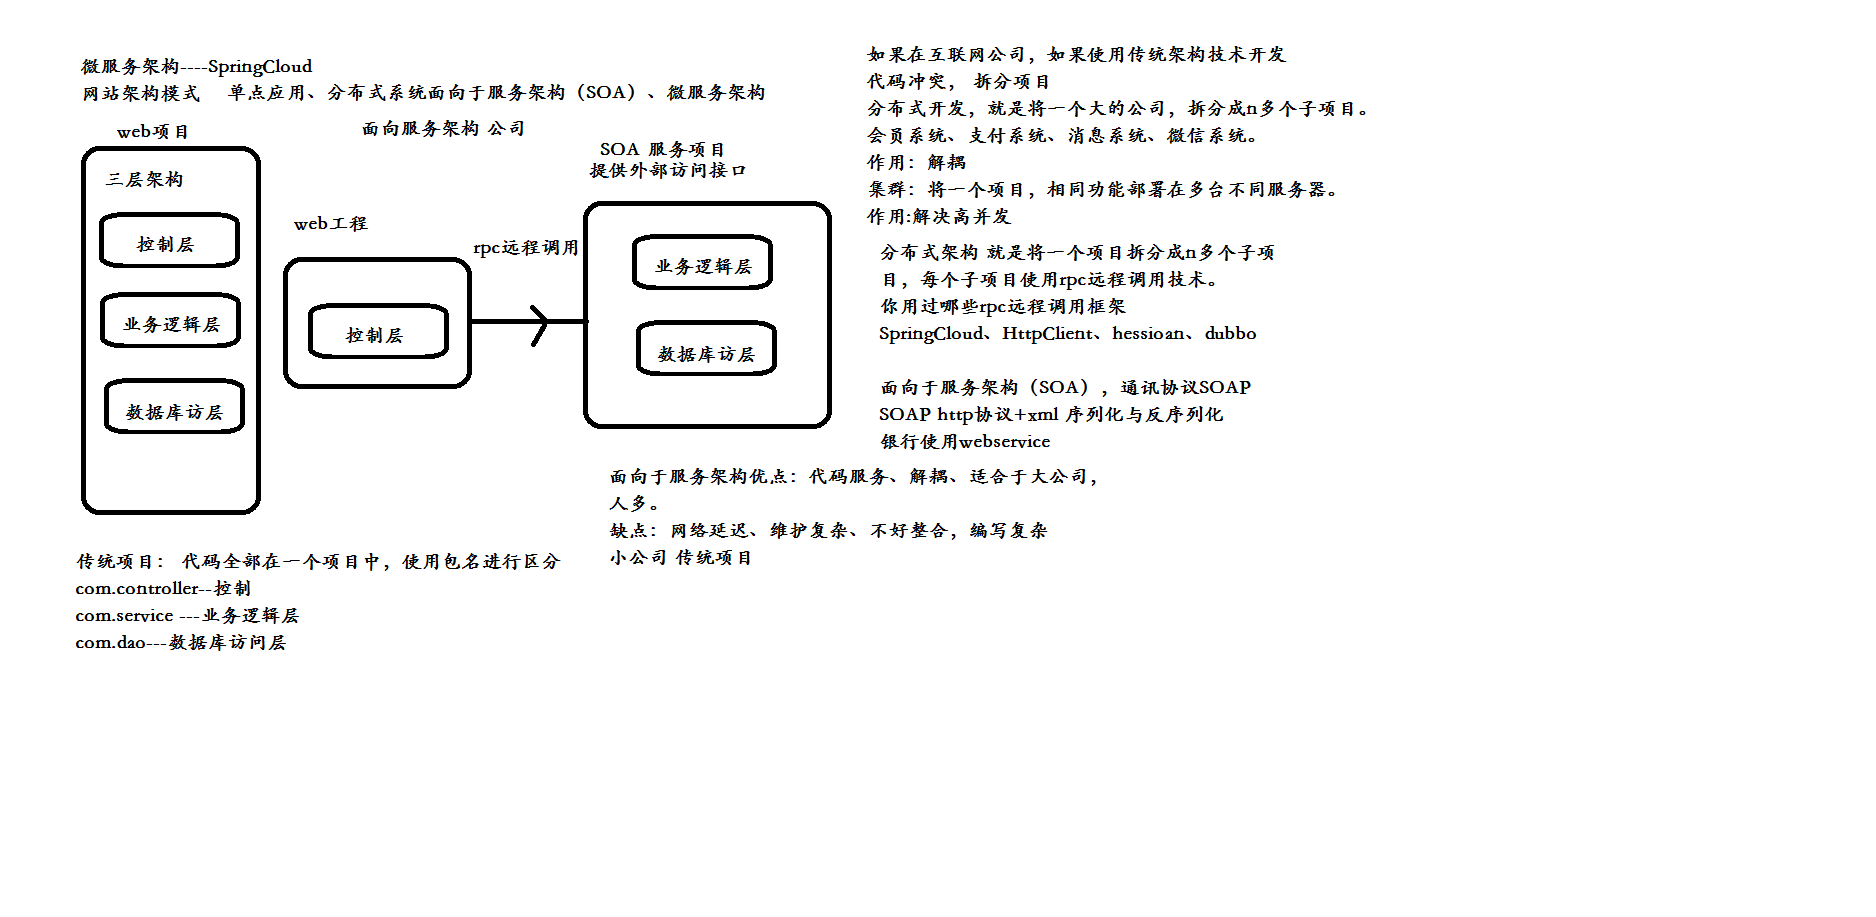 微服务架构----SpringCloud
网站架构模式 单点应用、分布式系统面向于服务架构（SOA）、微服务架构
web项目
面向服务架构 公司
三层架构
控制层
业务逻辑层
数据库访层
web工程
控制层
rpc远程调用
SOA 服务项目
提供外部访问接口
业务逻辑层
数据库访层
传统项目： 代码全部在一个项目中，使用包名进行区分
com.controller--控制
com.service ---业务逻辑层
com.dao---数据库访问层
面向于服务架构优点：代码服务、解耦、适合于大公司，
人多。
缺点：网络延迟、维护复杂、不好整合，编写复杂
小公司 传统项目
如果在互联网公司，如果使用传统架构技术开发
代码冲突， 拆分项目
分布式开发，就是将一个大的公司，拆分成n多个子项目。
会员系统、支付系统、消息系统、微信系统。
作用：解耦
集群：将一个项目，相同功能部署在多台不同服务器。
作用:解决高并发
分布式架构 就是将一个项目拆分成n多个子项
目，每个子项目使用rpc远程调用技术。
你用过哪些rpc远程调用框架
SpringCloud、HttpClient、hessioan、dubbo
面向于服务架构（SOA），通讯协议SOAP
SOAP http协议+xml 序列化与反序列化
银行使用webservice